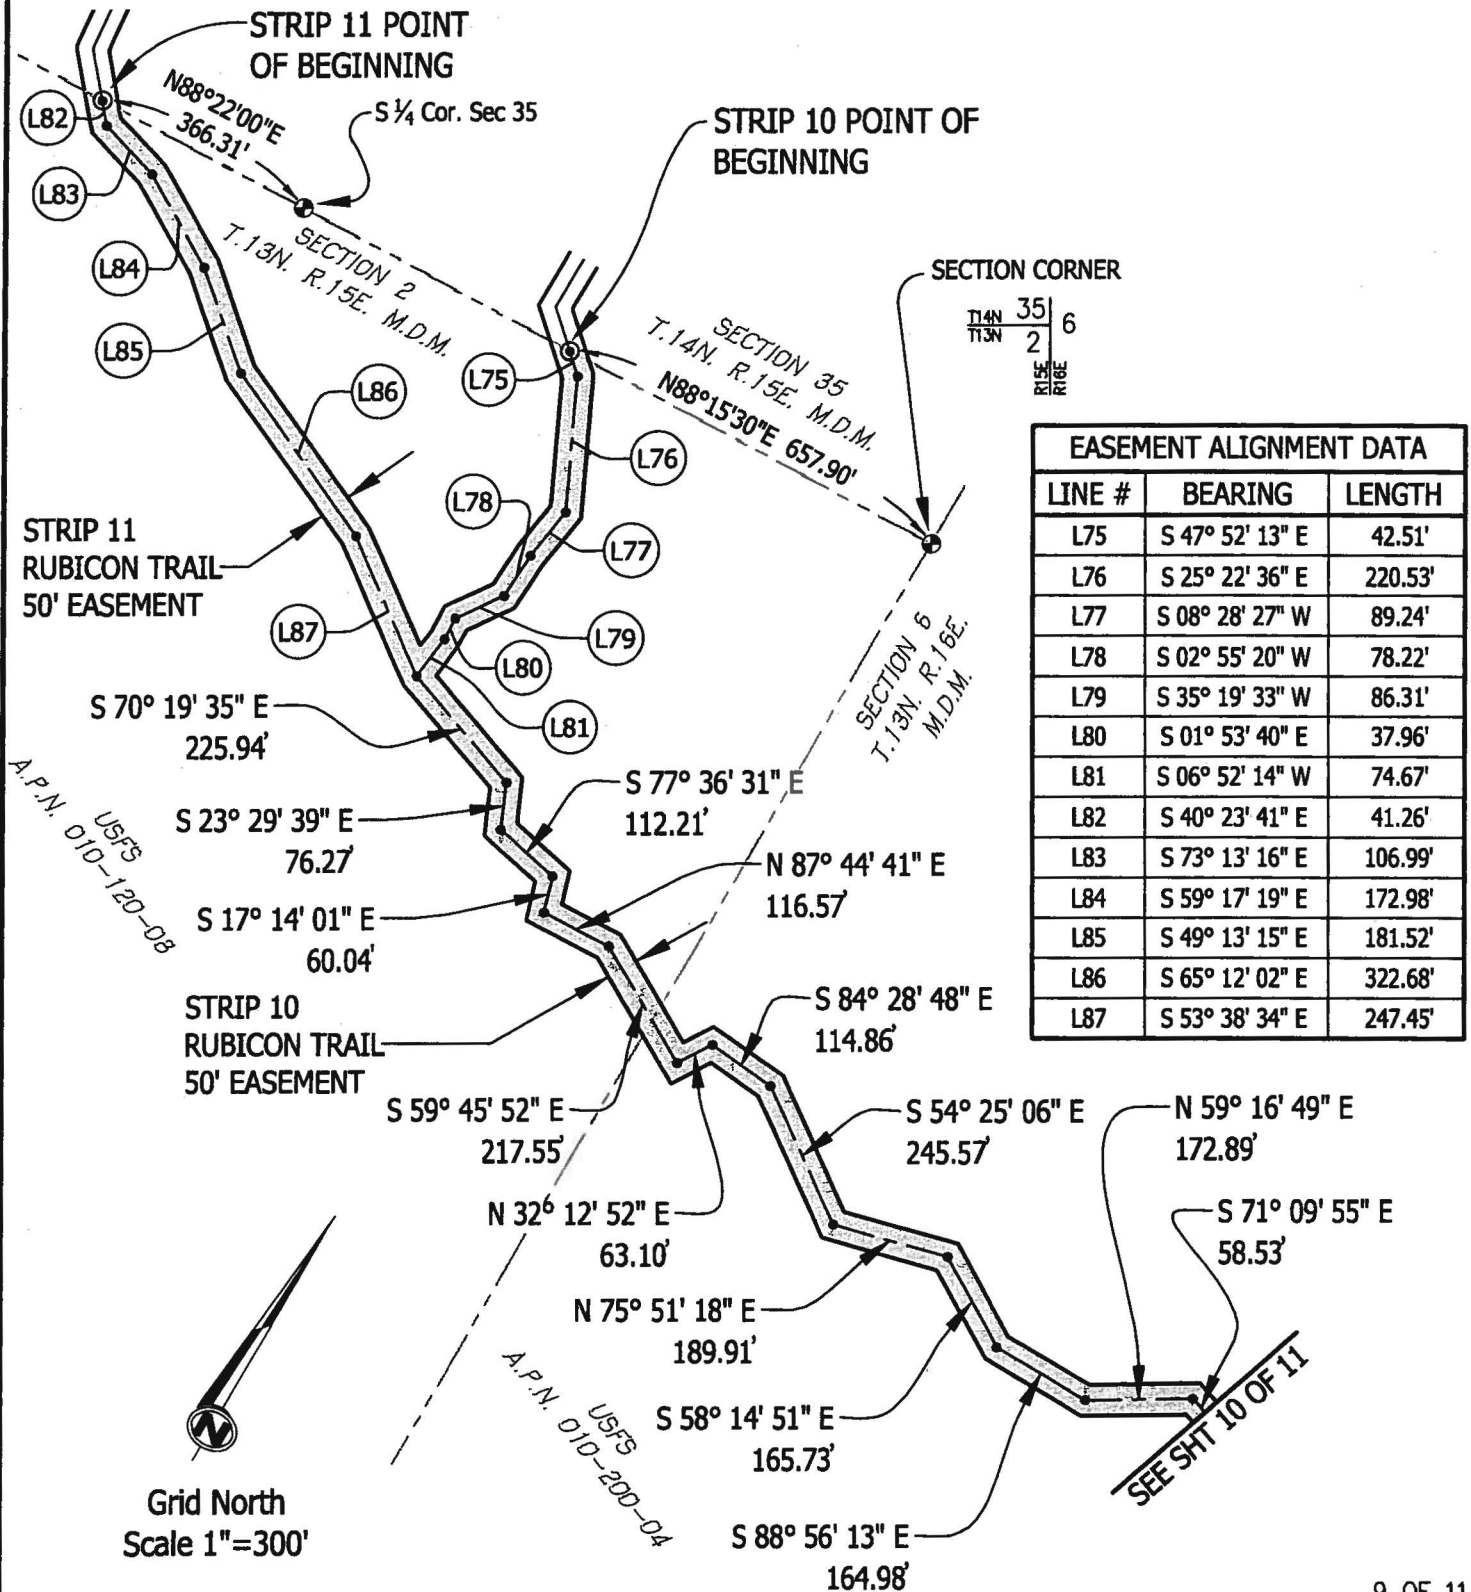 STRIP 11 POINT
OF BEGINNING
N88°22'00"E
366.31'
S ¼ Cor. Sec 35
STRIP 10 POINT OF
BEGINNING
L82
L83
L84
L85
L86
L87
SECTION 2
T.13N. R.15E. M.D.M.
SECTION 35
T.14N. R.15E. M.D.M.
N88°15'30"E 657.90'
SECTION CORNER
T14N 35
T13N 2
6
R15E
R16E
L75
L76
L78
L77
L79
L80
L81
EASEMENT ALIGNMENT DATA
LINE # BEARING LENGTH
L75 S 47° 52' 13" E 42.51'
L76 S 25° 22' 36" E 220.53'
L77 S 08° 28' 27" W 89.24'
L78 S 02° 55' 20" W 78.22'
L79 S 35° 19' 33" W 86.31'
L80 S 01° 53' 40" E 37.96'
L81 S 06° 52' 14" W 74.67'
L82 S 40° 23' 41" E 41.26'
L83 S 73° 13' 16" E 106.99'
L84 S 59° 17' 19" E 172.98'
L85 S 49° 13' 15" E 181.52'
L86 S 65° 12' 02" E 322.68'
L87 S 53° 38' 34" E 247.45'
STRIP 11
RUBICON TRAIL
50' EASEMENT
SECTION 6
T.13N. R.16E.
M.D.M.
S 70° 19' 35" E
225.94'
S 77° 36' 31" E
112.21'
S 23° 29' 39" E
76.27'
USFS
A.P.N. 010-120-08
N 87° 44' 41" E
116.57'
S 17° 14' 01" E
60.04'
STRIP 10
RUBICON TRAIL
50' EASEMENT
S 84° 28' 48" E
114.86'
S 59° 45' 52" E
217.55'
S 54° 25' 06" E
245.57'
N 59° 16' 49" E
172.89'
N 32° 12' 52" E
63.10'
S 71° 09' 55" E
58.53'
N 75° 51' 18" E
189.91'
USFS
A.P.N. 010-200-04
S 58° 14' 51" E
165.73'
SEE SHT 10 OF 11
S 88° 56' 13" E
164.98'
N
Grid North
Scale 1"=300'
9 OF 11